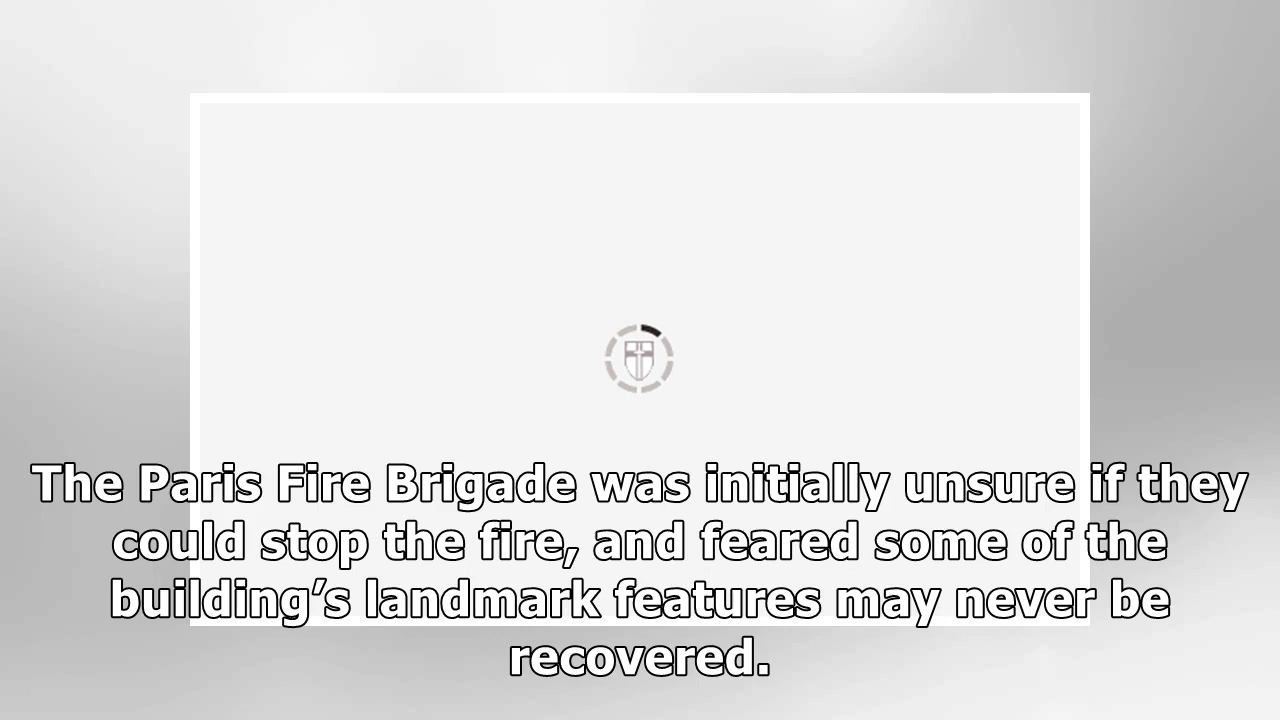 The Paris Fire Brigade was initially unsure if they
could stop the fire, and feared some of the
building’s landmark features may never be
recovered.